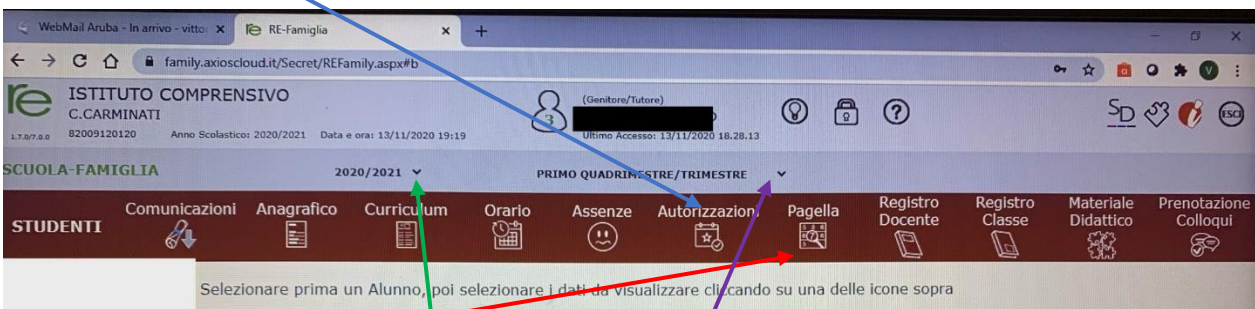 WebMail Aruba - In arrivo - vitto
RE-Famiglia
family.axioscloud.it/Secret/REFamily.aspx#b
re
1.7.0/7.0.0
ISTITUTO COMPRENSIVO
C.CARMINATI
82009120120 Anno Scolastico: 2020/2021 Data e ora: 13/11/2020 19:19
3
(Genitore/Tutore)
Ultimo Accesso: 13/11/2020 18.28.13
?
SD
ESCI
V
SCUOLA-FAMIGLIA 2020/2021 PRIMO QUADRIMESTRE/TRIMESTRE
STUDENTI
Comunicazioni
Anagrafico
Curriculum
Orario
Assenze
Autorizzazioni
Pagella
Registro
Docente
Registro
Classe
Materiale
Didattico
Prenotazione
Colloqui
Selezionare prima un Alunno, poi selezionare i dati da visualizzare cliccando su una delle icone sopra